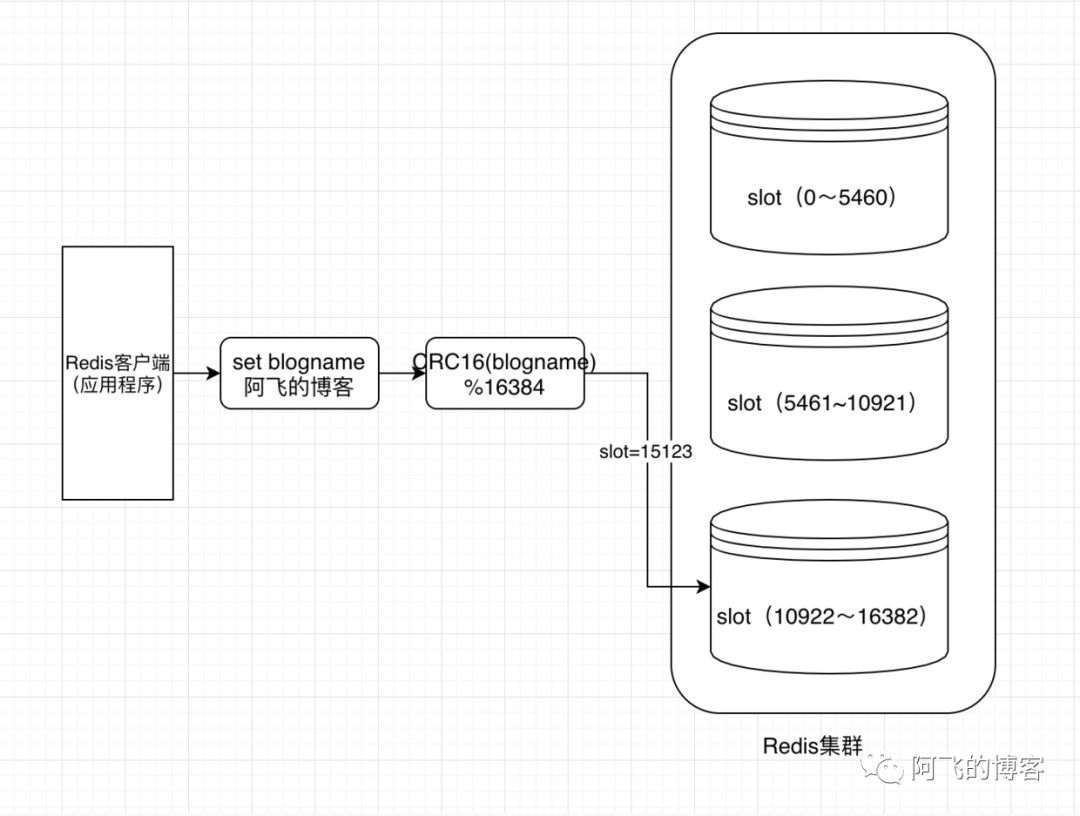 Redis客户端
（应用程序）
set blogname
阿飞的博客
CRC16(blogname)
%16384
slot=15123
slot（0～5460）
slot（5461~10921）
slot（10922～16382）
Redis集群
阿飞的博客